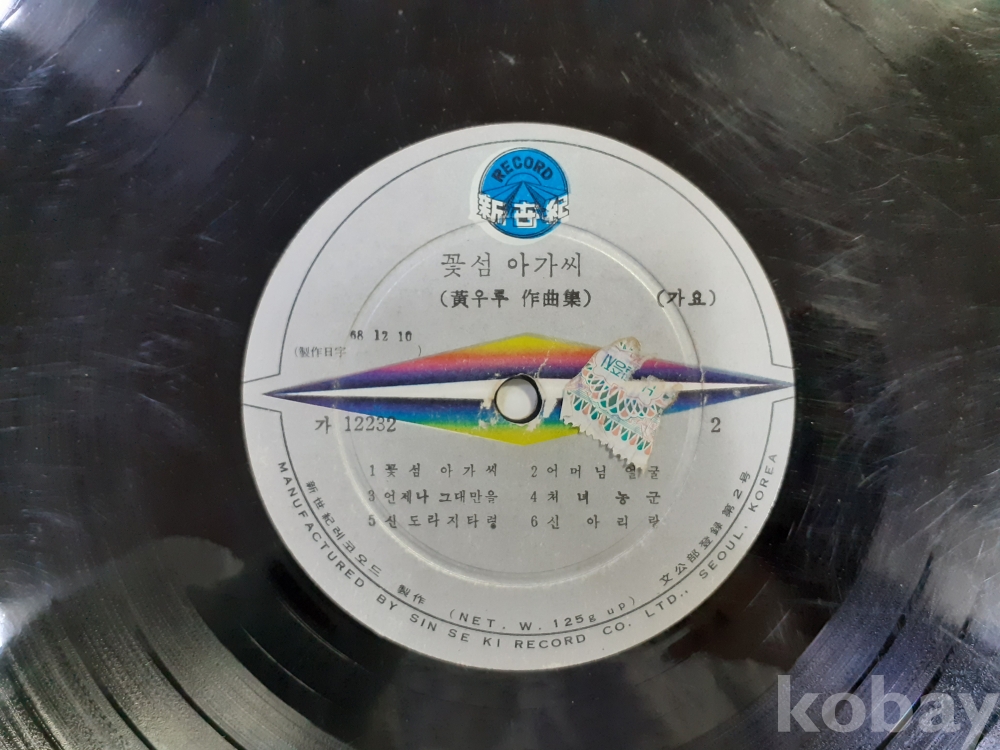 RECORD
新世紀
꽃섬 아가씨
(黃우루 作曲集) (가요)
68 12 10
(製作日字 )
가 12232 2
1 꽃섬아가씨 2 어머님얼굴
3 언제나 그대만을 4 처녀농군
5 신도라지타령 6 신아리랑
新世紀레코오드 製作 (NET. W. 125g up) 文公部登録 第2号
MANUFACTURED BY SIN SE KI RECORD CO. LTD., SEOUL, KOREA
kobay